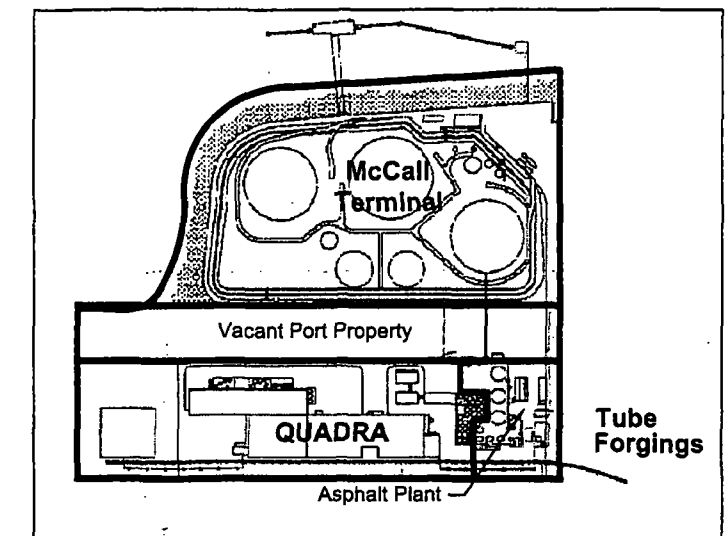 McCall
Terminal
Vacant Port Property
QUADRA
Tube
Forgings
Asphalt Plant